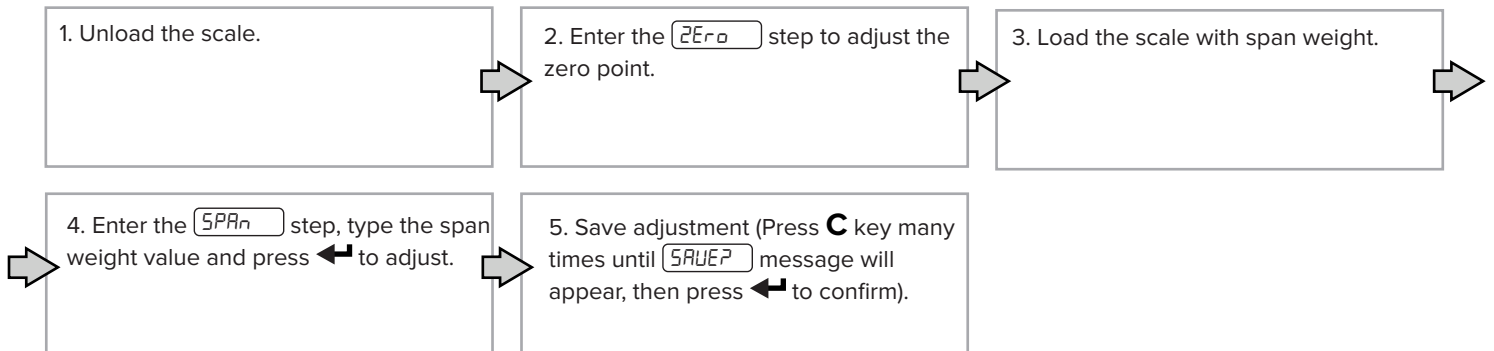 1. Unload the scale.
2. Enter the ZEro step to adjust the
zero point.
3. Load the scale with span weight.
4. Enter the SPAn step, type the span
weight value and press ⬅ to adjust.
5. Save adjustment (Press C key many
times until SAVE? message will
appear, then press ⬅ to confirm).